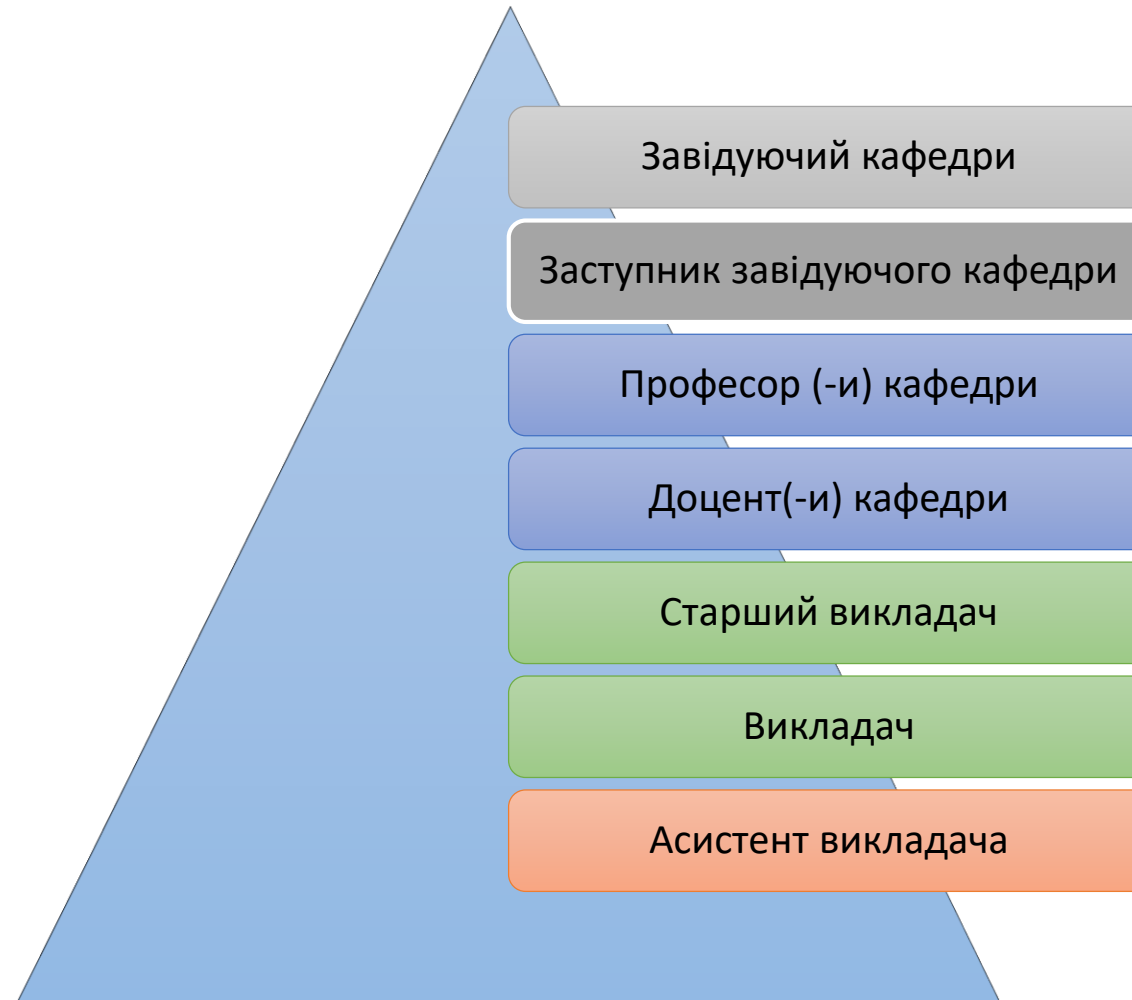 Завідуючий кафедри
Заступник завідуючого кафедри
Професор (-и) кафедри
Доцент(-и) кафедри
Старший викладач
Викладач
Асистент викладача